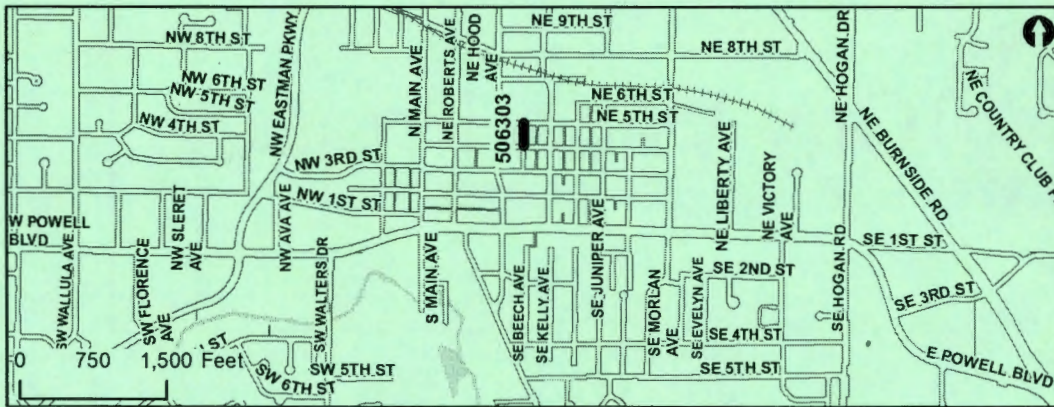 NW 8TH ST
NW 6TH ST
NW 5TH ST
NW 4TH ST
NW EASTMAN PKWY
N MAIN AVE
NE ROBERTS AVE
NE HOOD
AVE
NE 9TH ST
NE 8TH ST
NE 6TH ST
NE 5TH ST
NE HOGAN DR
NE COUNTRY CLUB
NE BURNSIDE RD
506303
NW 3RD ST
NW 1ST ST
NE LIBERTY AVE
NE VICTORY
AVE
W POWELL
BLVD
SW WALLULA AVE
SW FLORENCE
AVE
NW SLERET
AVE
NW AVA AVE
SW WALTERS DR
S MAIN AVE
SE BEECH AVE
SE KELLY AVE
SE JUNIPER AVE
SE MORLAN
AVE
SE EVELYN AVE
SE 2ND ST
SE HOGAN RD
SE 1ST ST
SE 3RD ST
SE 4TH ST
SE 5TH ST
E POWELL BLVD
ST
SW 5TH ST
SW 6TH ST
0 750 1,500 Feet